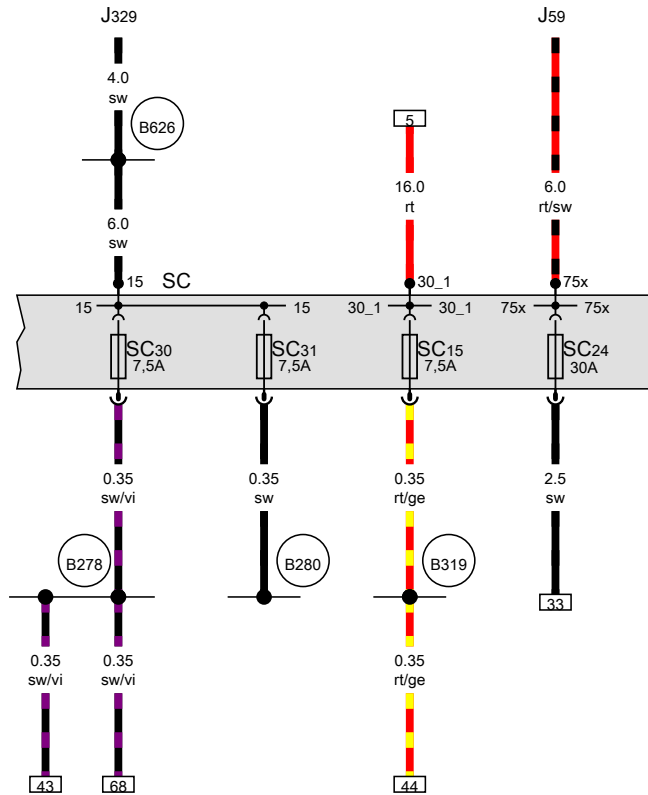 J329
J59
4.0
sw
B626
5
6.0
sw
16.0
rt
6.0
rt/sw
15
SC
30_1
75x
15
15
30_1
30_1
75x
75x
SC30
7,5A
SC31
7,5A
SC15
7,5A
SC24
30A
0.35
sw/vi
0.35
sw
0.35
rt/ge
2.5
sw
B278
B280
B319
33
0.35
sw/vi
0.35
sw/vi
0.35
rt/ge
43
68
44